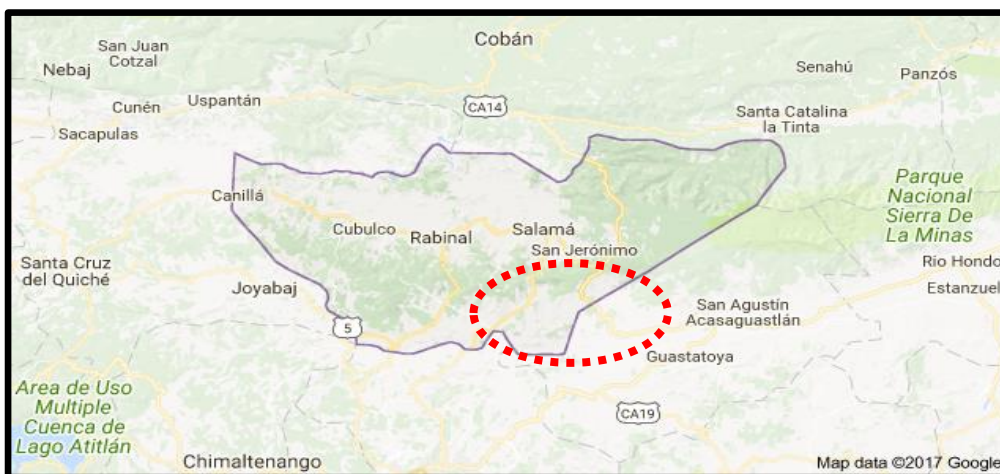 Cobán
San Juan
Cotzal
Nebaj
Senahú
Panzós
Cunén
Uspantán
CA14
Santa Catalina
la Tinta
Sacapulas
Parque
Nacional
Sierra De
La Minas
Canillá
Cubulco
Rabinal
Salamá
San Jerónimo
Santa Cruz
del Quiché
Rio Hondo
Joyabaj
Estanzuel
San Agustín
Acasaguastlán
5
Guastatoya
Area de Uso
Multiple
Cuenca de
Lago Atitlán
CA19
Chimaltenango
Map data ©2017 Google